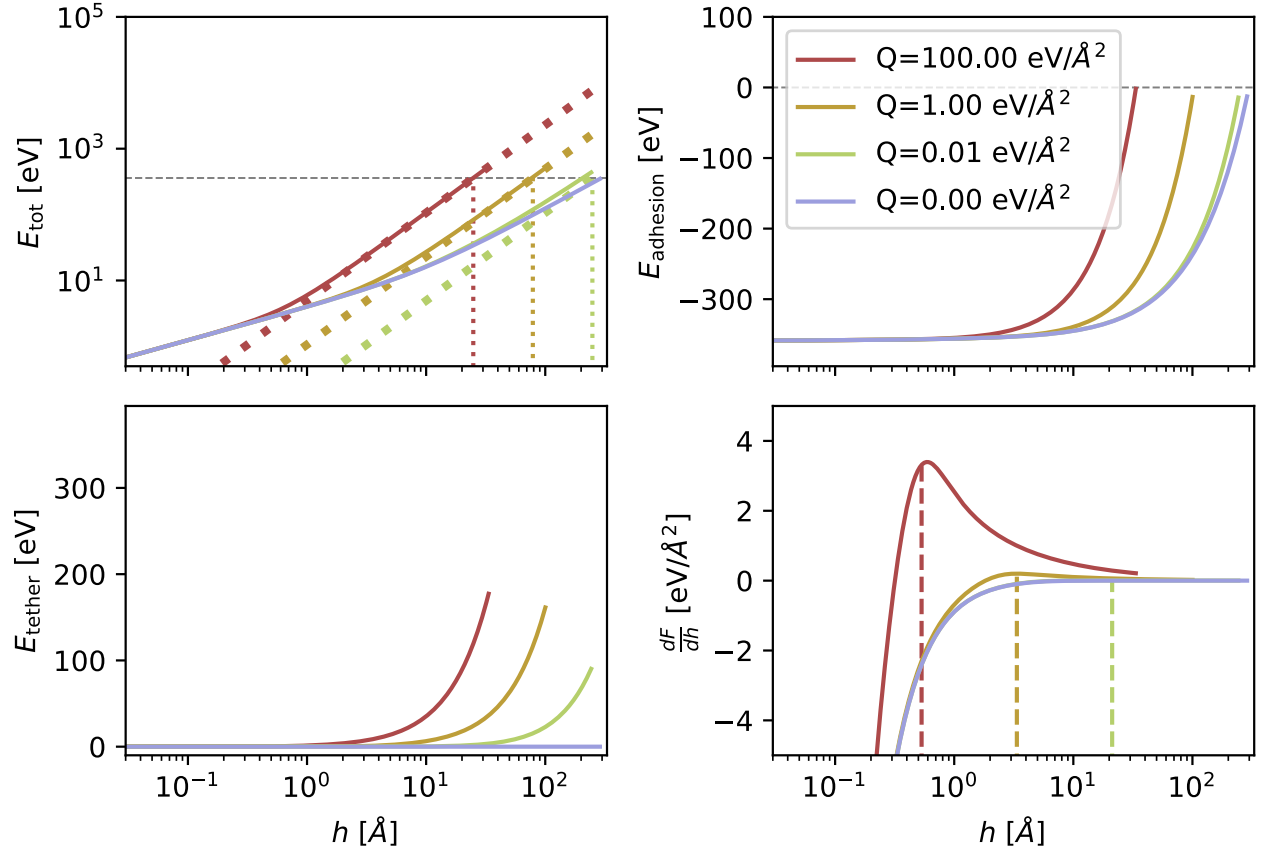 10^5
10^3
10^1
E_tot [eV]
100
0
−100
−200
−300
E_adhesion [eV]
Q=100.00 eV/Å^2
Q=1.00 eV/Å^2
Q=0.01 eV/Å^2
Q=0.00 eV/Å^2
300
200
100
0
E_tether [eV]
10^−1 10^0 10^1 10^2
h [Å]
4
2
0
−2
−4
dF/dh [eV/Å^2]
10^−1 10^0 10^1 10^2
h [Å]